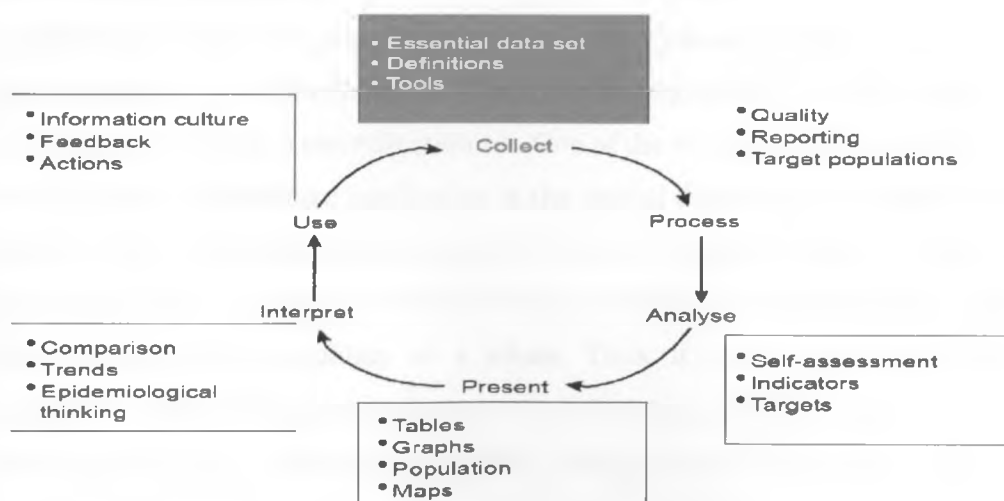 • Essential data set
• Definitions
• Tools
Collect
• Quality
• Reporting
• Target populations
Process
Analyse
• Self-assessment
• Indicators
• Targets
Present
• Tables
• Graphs
• Population
• Maps
Interpret
• Comparison
• Trends
• Epidemiological
thinking
Use
• Information culture
• Feedback
• Actions